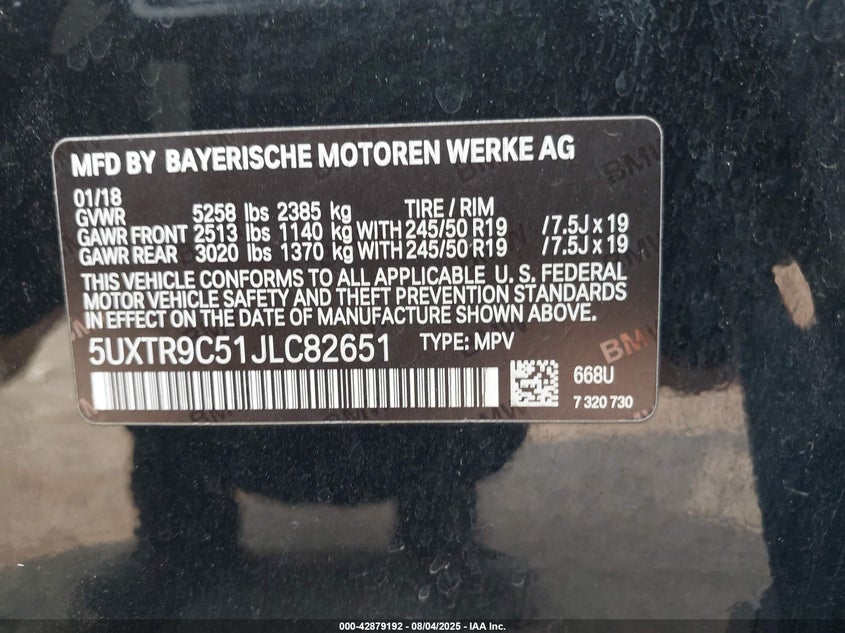 MFD BY BAYERISCHE MOTOREN WERKE AG
01/18
GVWR 5258 lbs 2385 kg TIRE / RIM
GAWR FRONT 2513 lbs 1140 kg WITH 245/50 R19 /7.5J x 19
GAWR REAR 3020 lbs 1370 kg WITH 245/50 R19 /7.5J x 19
THIS VEHICLE CONFORMS TO ALL APPLICABLE U. S. FEDERAL
MOTOR VEHICLE SAFETY AND THEFT PREVENTION STANDARDS
IN EFFECT ON THE DATE OF MANUFACTURE SHOWN ABOVE.
5UXTR9C51JLC82651 TYPE: MPV
668U
7 320 730
000-42879192 - 08/04/2025 - IAA Inc.